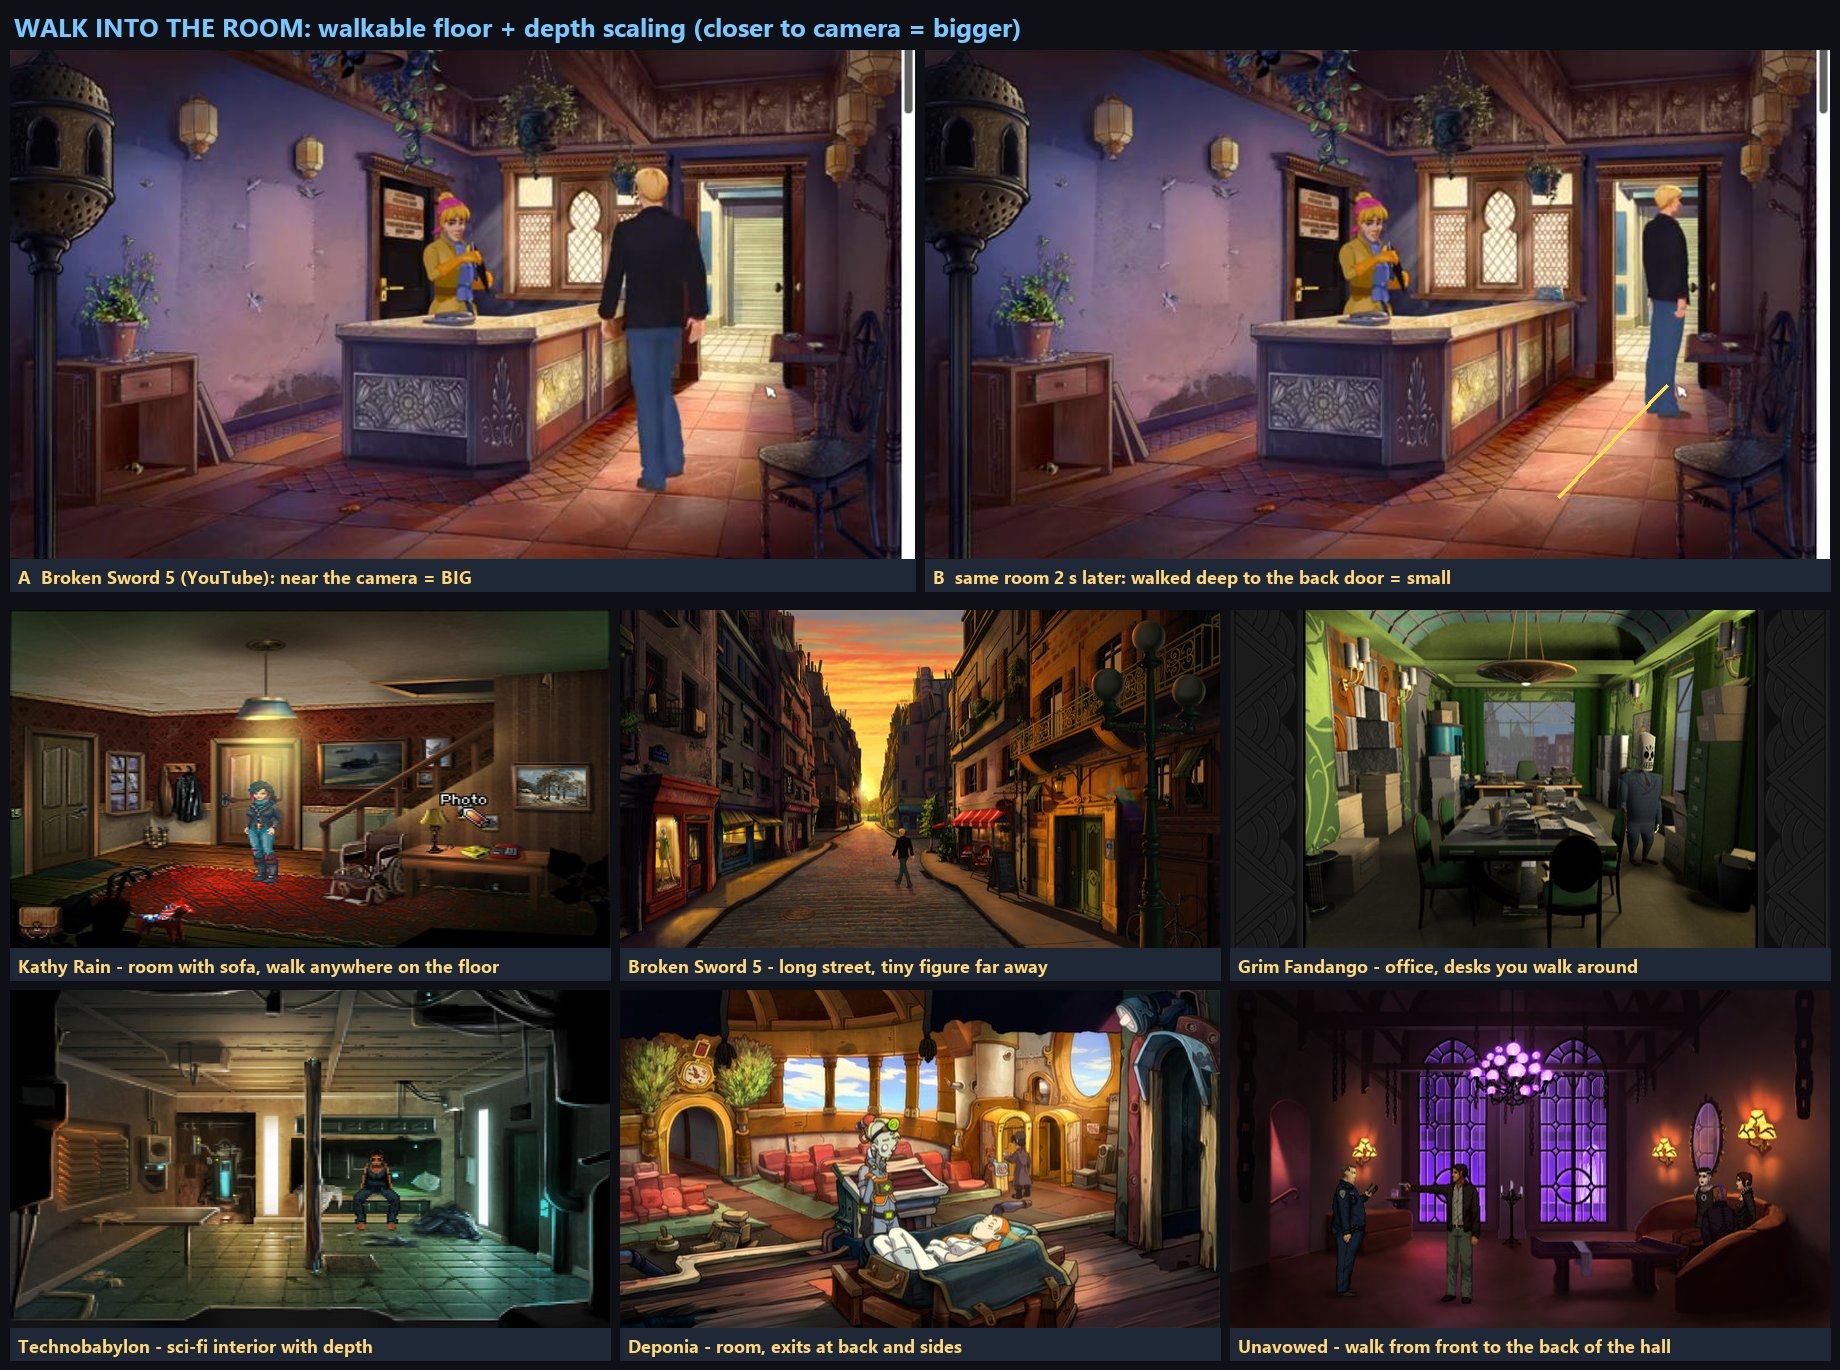 WALK INTO THE ROOM: walkable floor + depth scaling (closer to camera = bigger)
A  Broken Sword 5 (YouTube): near the camera = BIG
B  same room 2 s later: walked deep to the back door = small
Photo
Kathy Rain - room with sofa, walk anywhere on the floor
Broken Sword 5 - long street, tiny figure far away
Grim Fandango - office, desks you walk around
Technobabylon - sci-fi interior with depth
Deponia - room, exits at back and sides
Unavowed - walk from front to the back of the hall